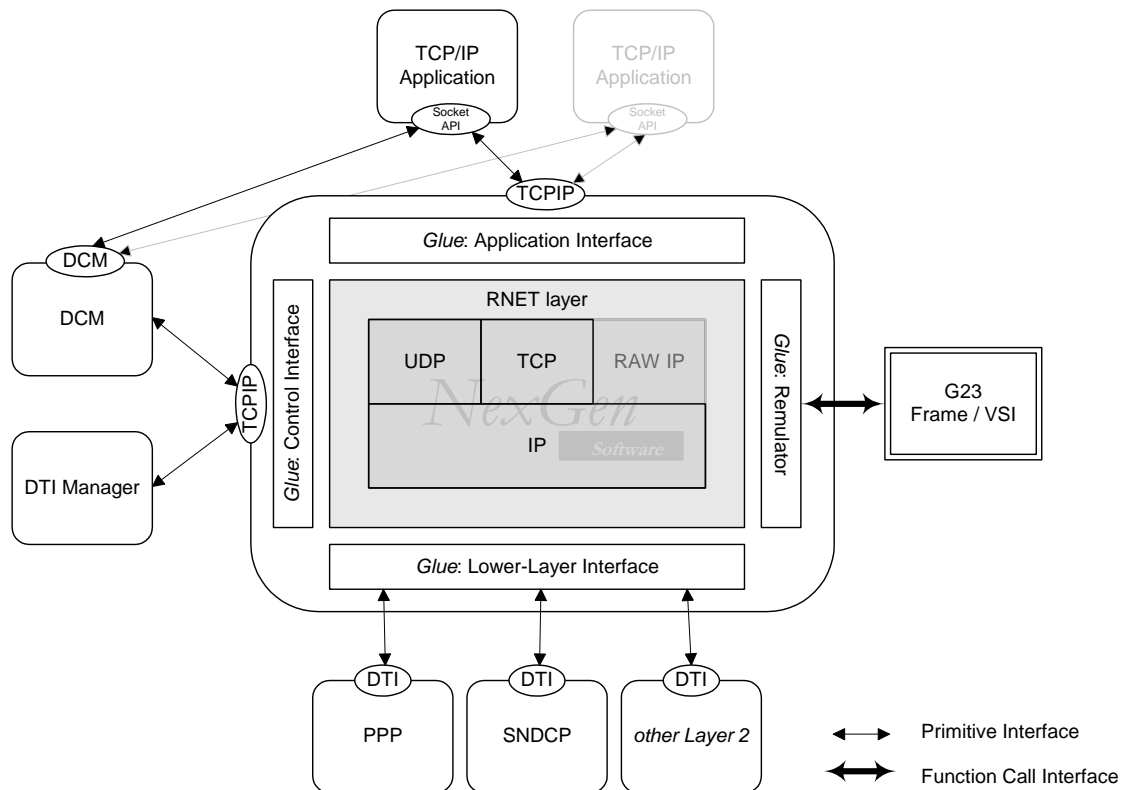 TCP/IP
Application
Socket
API
TCP/IP
Application
Socket
API
TCPIP
Glue: Application Interface
DCM
DCM
TCPIP
DTI Manager
Glue: Control Interface
RNET layer
UDP
TCP
RAW IP
NexGen
IP
Software
Glue: Remulator
G23
Frame / VSI
Glue: Lower-Layer Interface
DTI
PPP
DTI
SNDCP
DTI
other Layer 2
Primitive Interface
Function Call Interface